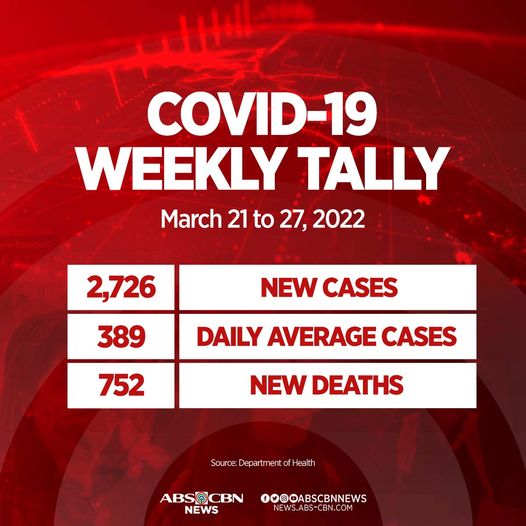 COVID-19
WEEKLY TALLY
March 21 to 27, 2022
2,726 NEW CASES
389 DAILY AVERAGE CASES
752 NEW DEATHS
Source: Department of Health
ABS-CBN
NEWS
ABSCBNNEWS
NEWS.ABS-CBN.COM